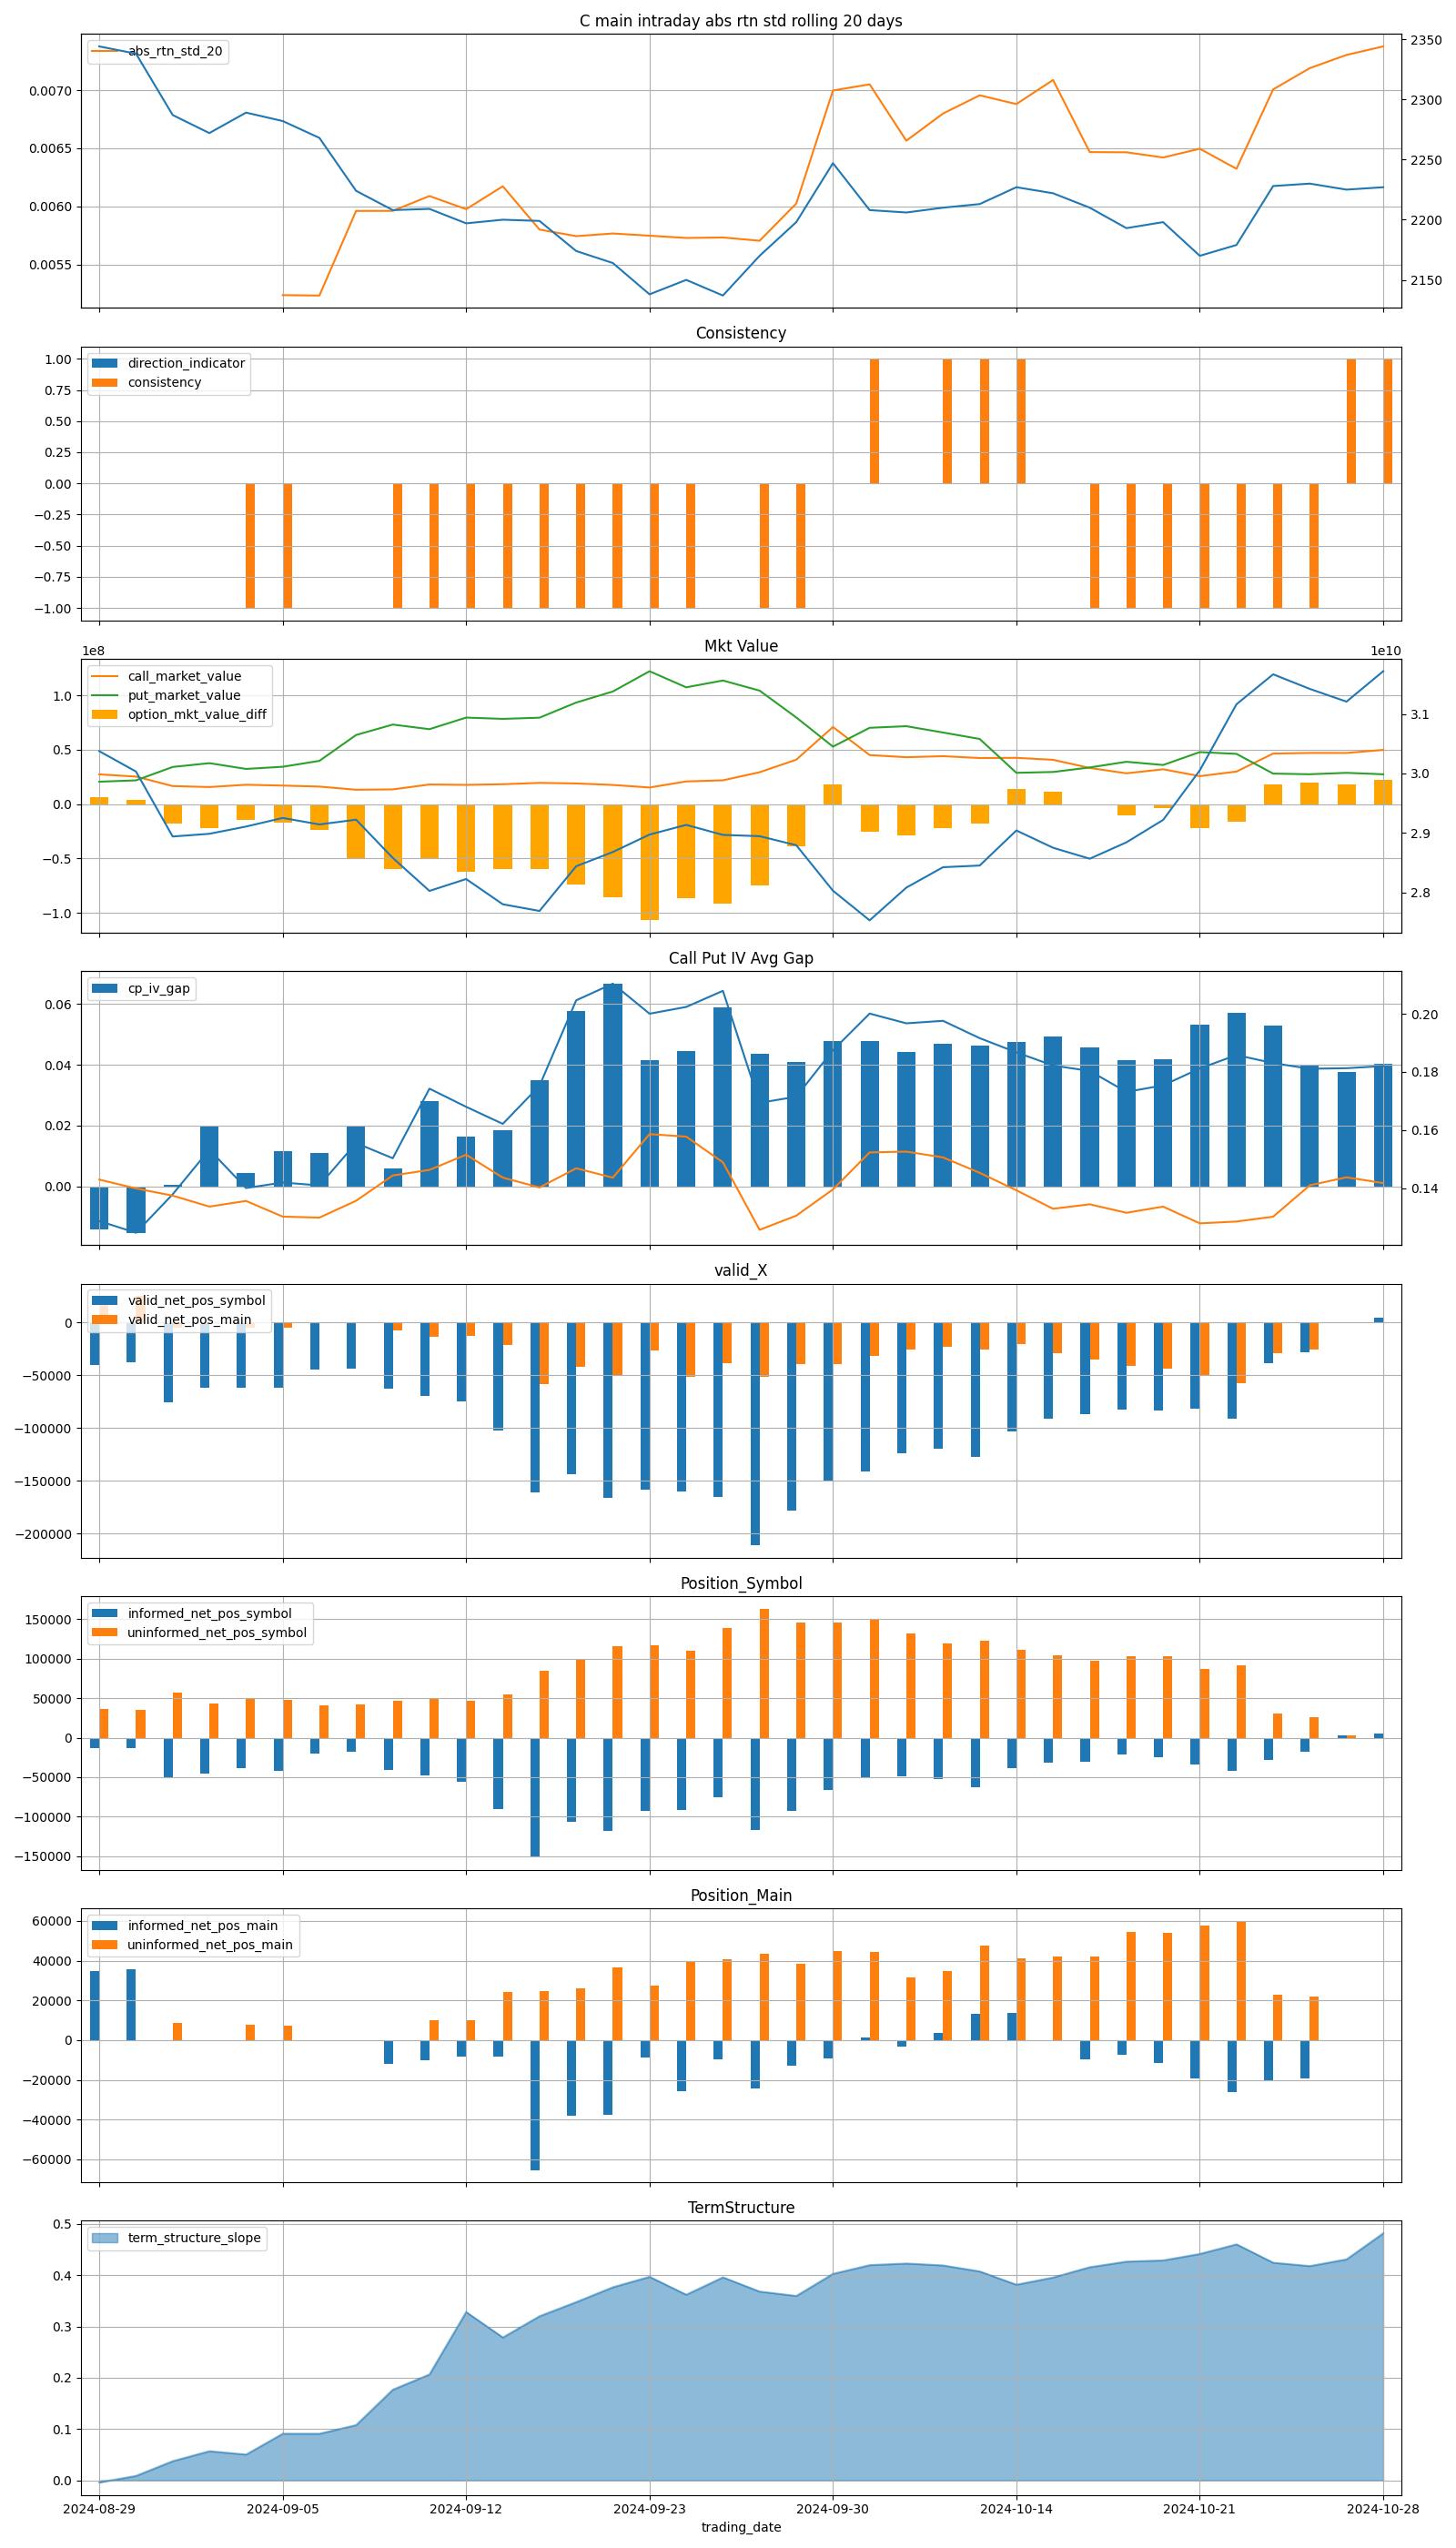 C main intraday abs rtn std rolling 20 days
abs_rtn_std_20
0.0070
0.0065
0.0060
0.0055
2350
2300
2250
2200
2150
Consistency
direction_indicator
consistency
1.00
0.75
0.50
0.25
0.00
−0.25
−0.50
−0.75
−1.00
Mkt Value
1e8
1e10
call_market_value
put_market_value
option_mkt_value_diff
1.0
0.5
0.0
−0.5
−1.0
3.1
3.0
2.9
2.8
Call Put IV Avg Gap
cp_iv_gap
0.06
0.04
0.02
0.00
0.20
0.18
0.16
0.14
valid_X
valid_net_pos_symbol
valid_net_pos_main
0
−50000
−100000
−150000
−200000
Position_Symbol
informed_net_pos_symbol
uninformed_net_pos_symbol
150000
100000
50000
0
−50000
−100000
−150000
Position_Main
informed_net_pos_main
uninformed_net_pos_main
60000
40000
20000
0
−20000
−40000
−60000
TermStructure
term_structure_slope
0.5
0.4
0.3
0.2
0.1
0.0
2024-08-29 2024-09-05 2024-09-12 2024-09-23 2024-09-30 2024-10-14 2024-10-21 2024-10-28
trading_date